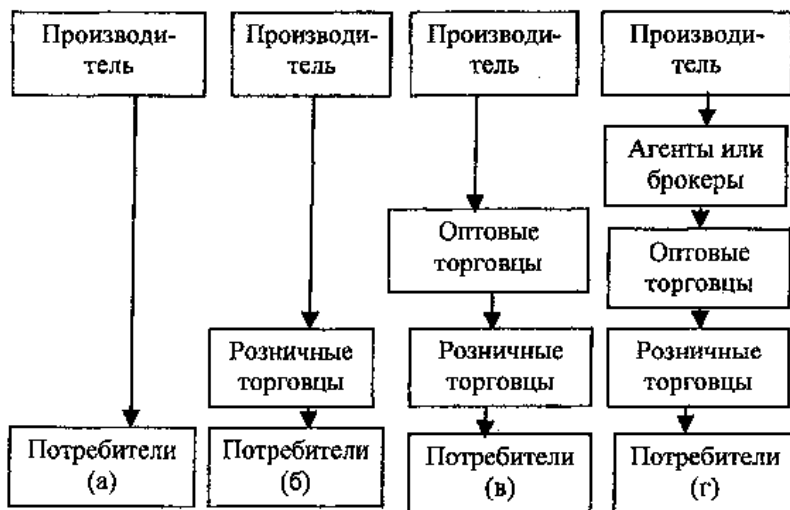 Производи-
тель
Производи-
тель
Производи-
тель
Производи-
тель
Агенты или
брокеры
Оптовые
торговцы
Оптовые
торговцы
Розничные
торговцы
Розничные
торговцы
Розничные
торговцы
Потребители
(а)
Потребители
(б)
Потребители
(в)
Потребители
(г)